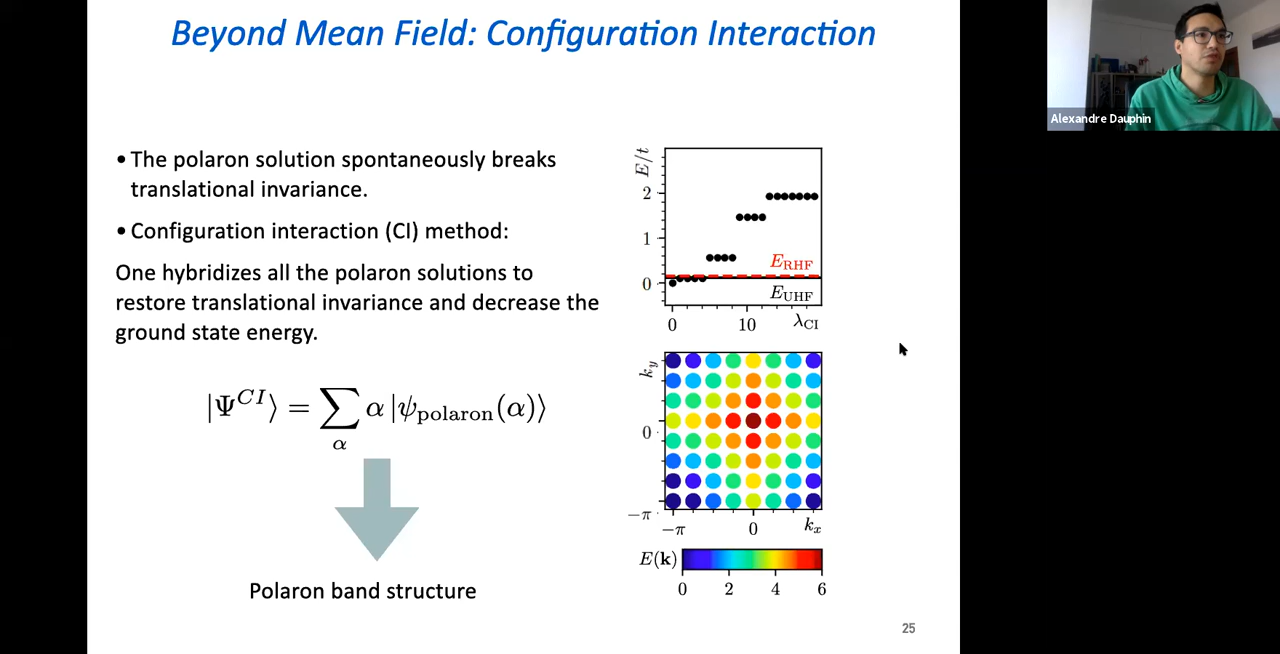 Beyond Mean Field: Configuration Interaction
Alexandre Dauphin
• The polaron solution spontaneously breaks
translational invariance.
• Configuration interaction (CI) method:
One hybridizes all the polaron solutions to
restore translational invariance and decrease the
ground state energy.
|Ψ^{CI}⟩ = ∑_α α |ψ_polaron(α)⟩
Polaron band structure
E/t
2
1
0
E_RHF
E_UHF
0 10 λ_CI
k_y
0
−π
−π 0 k_x
E(k)
0 2 4 6
25